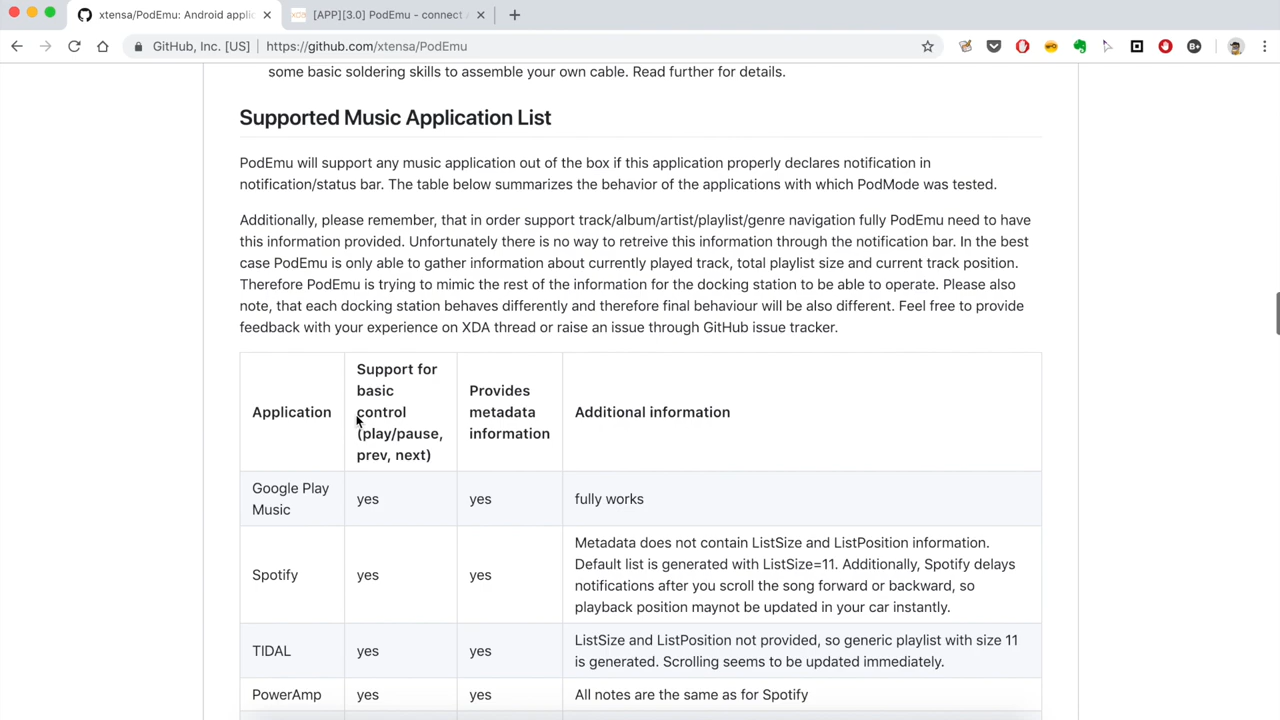 xtensa/PodEmu: Android applic
[APP][3.0] PodEmu - connect
GitHub, Inc. [US]
https://github.com/xtensa/PodEmu
some basic soldering skills to assemble your own cable. Read further for details.
Supported Music Application List
PodEmu will support any music application out of the box if this application properly declares notification in
notification/status bar. The table below summarizes the behavior of the applications with which PodMode was tested.
Additionally, please remember, that in order support track/album/artist/playlist/genre navigation fully PodEmu need to have
this information provided. Unfortunately there is no way to retreive this information through the notification bar. In the best
case PodEmu is only able to gather information about currently played track, total playlist size and current track position.
Therefore PodEmu is trying to mimic the rest of the information for the docking station to be able to operate. Please also
note, that each docking station behaves differently and therefore final behaviour will be also different. Feel free to provide
feedback with your experience on XDA thread or raise an issue through GitHub issue tracker.
Application
Support for
basic
control
(play/pause,
prev, next)
Provides
metadata
information
Additional information
Google Play
Music
yes
yes
fully works
Spotify
yes
yes
Metadata does not contain ListSize and ListPosition information.
Default list is generated with ListSize=11. Additionally, Spotify delays
notifications after you scroll the song forward or backward, so
playback position maynot be updated in your car instantly.
TIDAL
yes
yes
ListSize and ListPosition not provided, so generic playlist with size 11
is generated. Scrolling seems to be updated immediately.
PowerAmp
yes
yes
All notes are the same as for Spotify